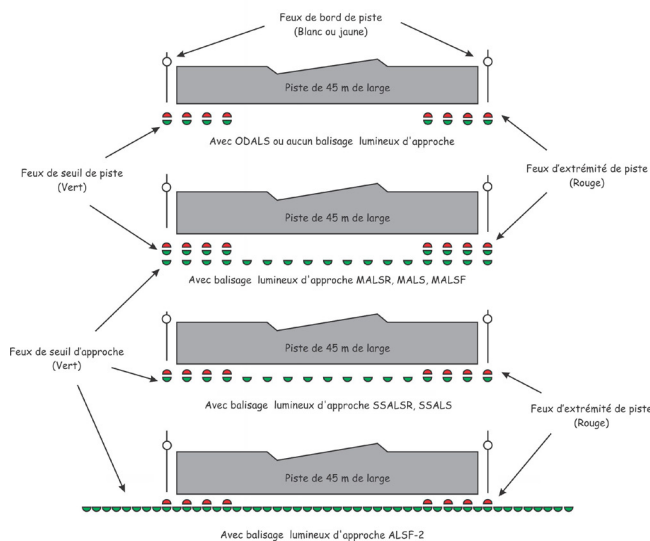 Feux de bord de piste
(Blanc ou jaune)
Piste de 45 m de large
Avec ODALS ou aucun balisage lumineux d'approche
Feux de seuil de piste
(Vert)
Feux d'extrémité de piste
(Rouge)
Piste de 45 m de large
Avec balisage lumineux d'approche MALSR, MALS, MALSF
Feux de seuil d'approche
(Vert)
Piste de 45 m de large
Avec balisage lumineux d'approche SSALSR, SSALS
Feux d'extrémité de piste
(Rouge)
Piste de 45 m de large
Avec balisage lumineux d'approche ALSF-2